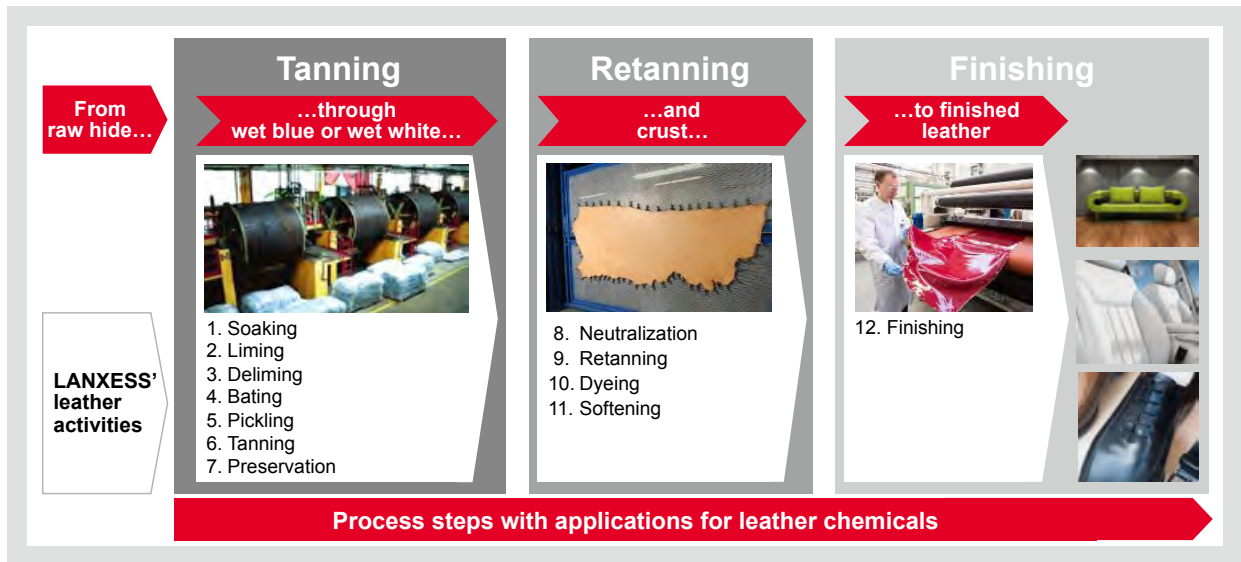 Tanning
Retanning
Finishing
From
raw hide…
…through
wet blue or wet white…
…and
crust…
…to finished
leather
LANXESS’
leather
activities
1. Soaking
2. Liming
3. Deliming
4. Bating
5. Pickling
6. Tanning
7. Preservation
8. Neutralization
9. Retanning
10. Dyeing
11. Softening
12. Finishing
Process steps with applications for leather chemicals